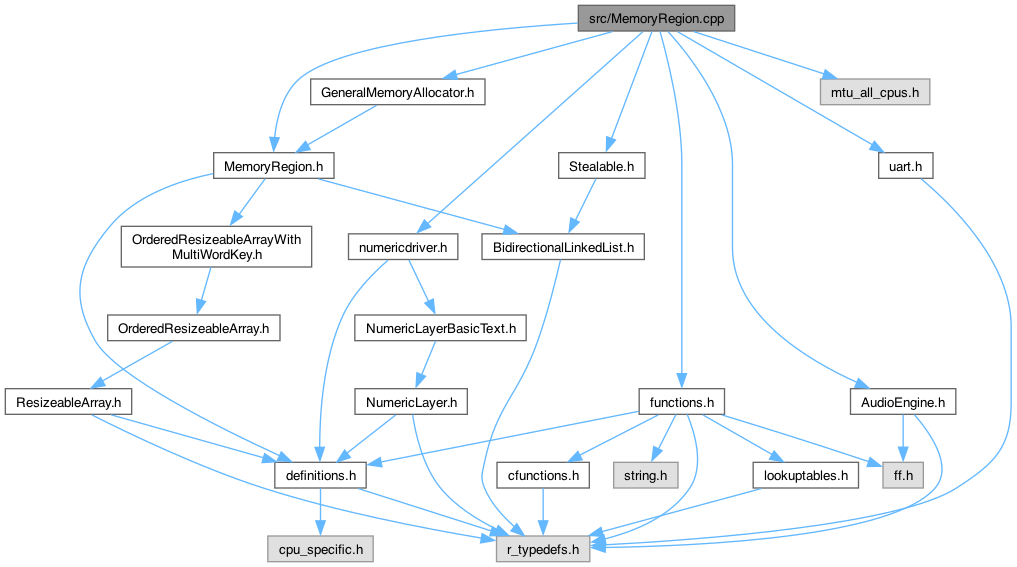 src/MemoryRegion.cpp
GeneralMemoryAllocator.h
mtu_all_cpus.h
MemoryRegion.h
Stealable.h
uart.h
OrderedResizeableArrayWith
MultiWordKey.h
numericdriver.h
BidirectionalLinkedList.h
OrderedResizeableArray.h
NumericLayerBasicText.h
ResizeableArray.h
NumericLayer.h
functions.h
AudioEngine.h
definitions.h
cfunctions.h
string.h
lookuptables.h
ff.h
cpu_specific.h
r_typedefs.h